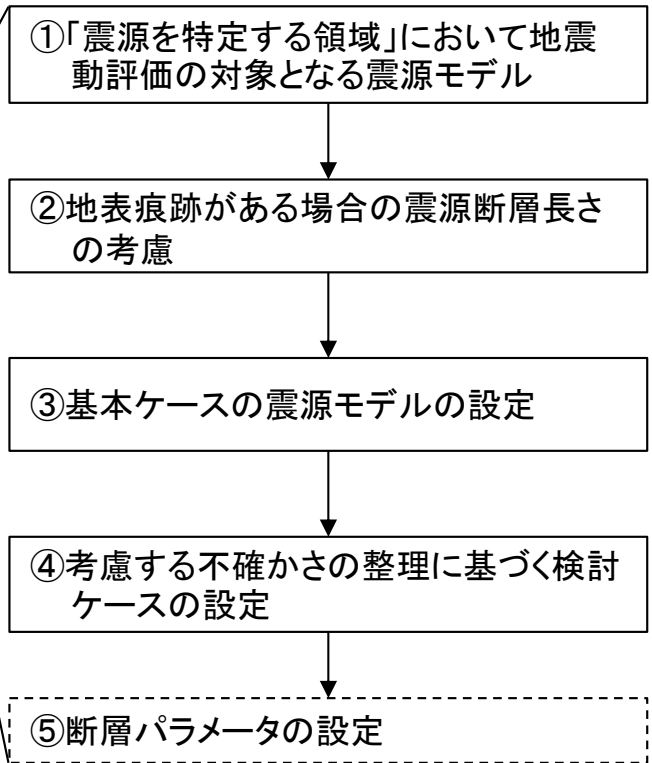 ①「震源を特定する領域」において地震
動評価の対象となる震源モデル
②地表痕跡がある場合の震源断層長さ
の考慮
③基本ケースの震源モデルの設定
④考慮する不確かさの整理に基づく検討
ケースの設定
⑤断層パラメータの設定